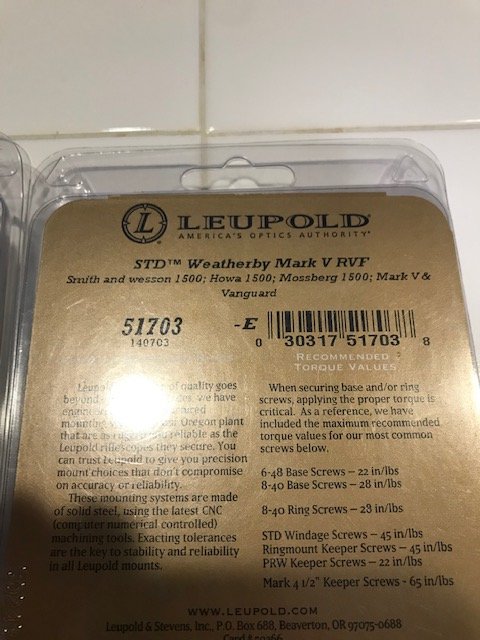 L
LEUPOLD®
AMERICA'S OPTICS AUTHORITY
STD™ Weatherby Mark V RVF
Smith and wesson 1500; Howa 1500; Mossberg 1500; Mark V &
Vanguard
51703
140703
-E
0 30317 51703 8
Leupold of quality goes
beyond we have
mounting Oregon plant
that are as rugged and reliable as the
Leupold riflescopes they secure. You
can trust Leupold to give you precision
mount choices that don't compromise
on accuracy or reliability.
These mounting systems are made
of solid steel, using the latest CNC
(computer numerical controlled)
machining tools. Exacting tolerances
are the key to stability and reliability
in all Leupold mounts.
RECOMMENDED
TORQUE VALUES
When securing base and/or ring
screws, applying the proper torque is
critical. As a reference, we have
included the maximum recommended
torque values for our most common
screws below.
6-48 Base Screws – 22 in/lbs
8-40 Base Screws – 28 in/lbs
8-40 Ring Screws – 28 in/lbs
STD Windage Screws – 45 in/lbs
Ringmount Keeper Screws – 45 in/lbs
PRW Keeper Screws – 22 in/lbs
Mark 4 1/2" Keeper Screws - 65 in/lbs
WWW.LEUPOLD.COM
Leupold & Stevens, Inc., P.O. Box 688, Beaverton, OR 97075-0688